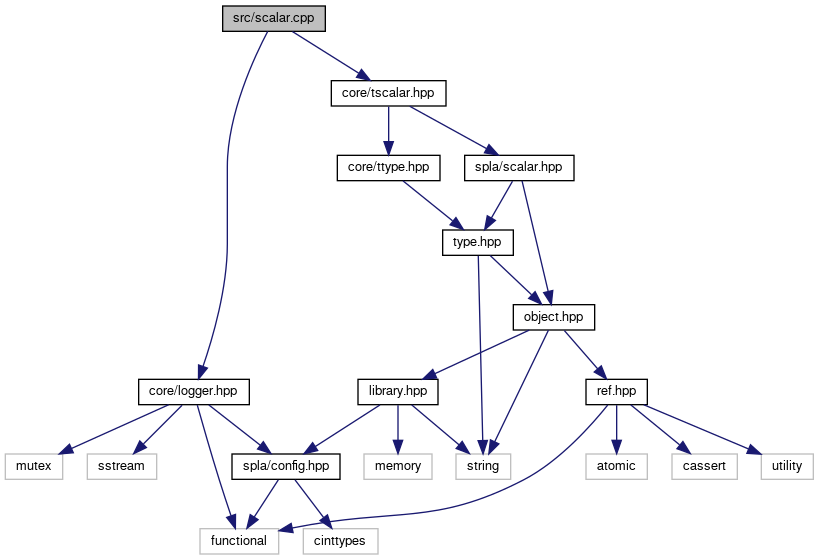 src/scalar.cpp
core/tscalar.hpp
core/ttype.hpp
spla/scalar.hpp
type.hpp
object.hpp
core/logger.hpp
library.hpp
ref.hpp
mutex
sstream
spla/config.hpp
memory
string
atomic
cassert
utility
functional
cinttypes